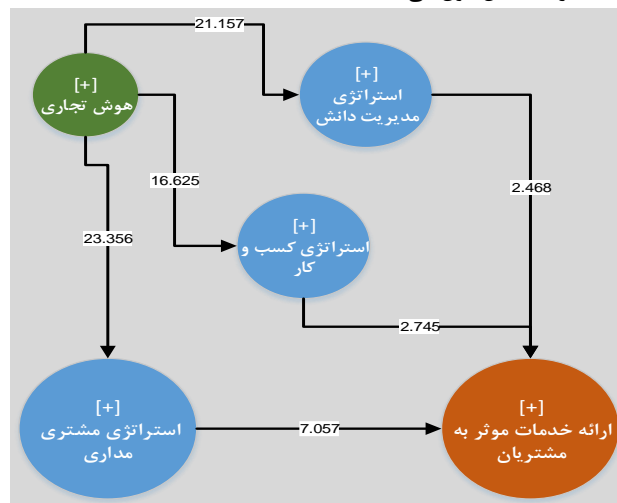 21.157
[+]
هوش تجاری
[+]
استراتژی
مدیریت دانش
16.625
2.468
23.356
[+]
استراتژی کسب و
کار
2.745
[+]
استراتژی مشتری
مداری
7.057
[+]
ارائه خدمات موثر به
مشتریان